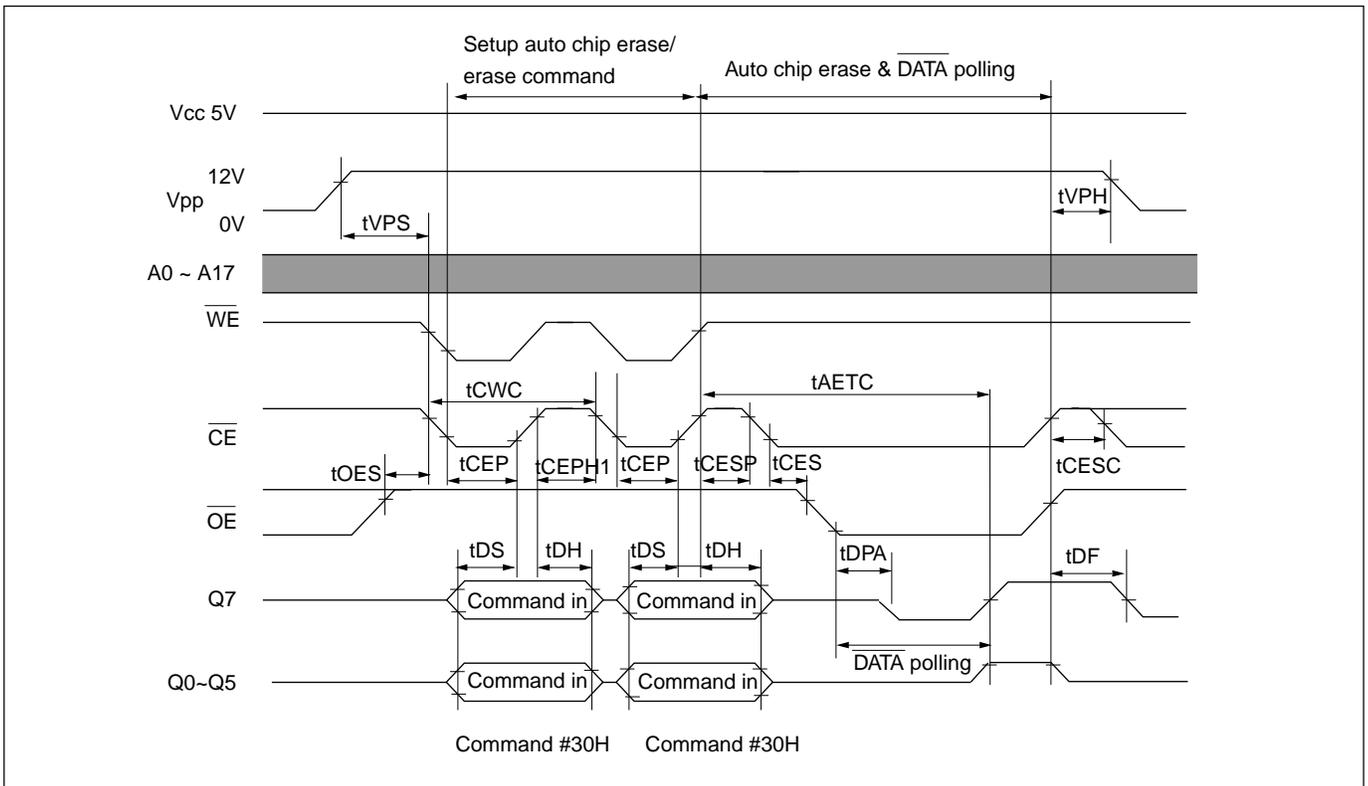 Setup auto chip erase/
erase command
Auto chip erase & DATA polling
Vcc 5V
12V
Vpp
0V
tVPS
tVPH
A0 ~ A17
WE
tCWC
tAETC
CE
tOES
tCEP
tCEPH1
tCEP
tCESP
tCES
tCESC
OE
tDS
tDH
tDS
tDH
tDPA
tDF
Q7
Command in
Command in
DATA polling
Q0~Q5
Command in
Command in
Command #30H
Command #30H